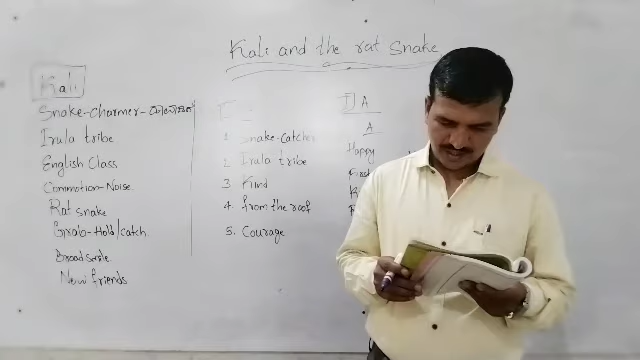 Kali and the rat Snake
Kali
Snake-charmer-
Irula tribe
English Class
Commotion-Noise.
Rat snake
Grab-Hold/catch.
Broad smile.
New friends
I
1 Snake-catcher
2 Irula tribe
3 Kind
4. from the roof
5. Courage
I A
A
Happy
First